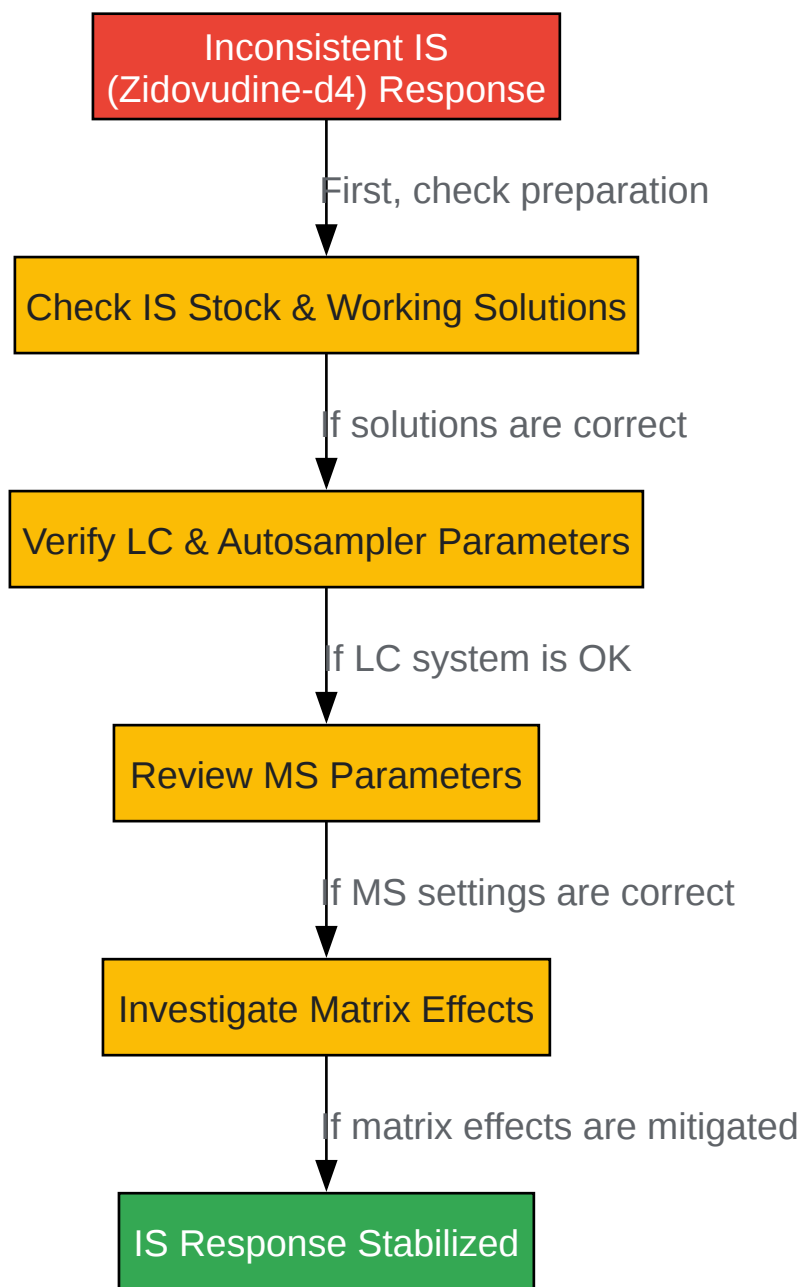 Inconsistent IS
(Zidovudine-d4) Response
First, check preparation
Check IS Stock & Working Solutions
If solutions are correct
Verify LC & Autosampler Parameters
If LC system is OK
Review MS Parameters
If MS settings are correct
Investigate Matrix Effects
If matrix effects are mitigated
IS Response Stabilized